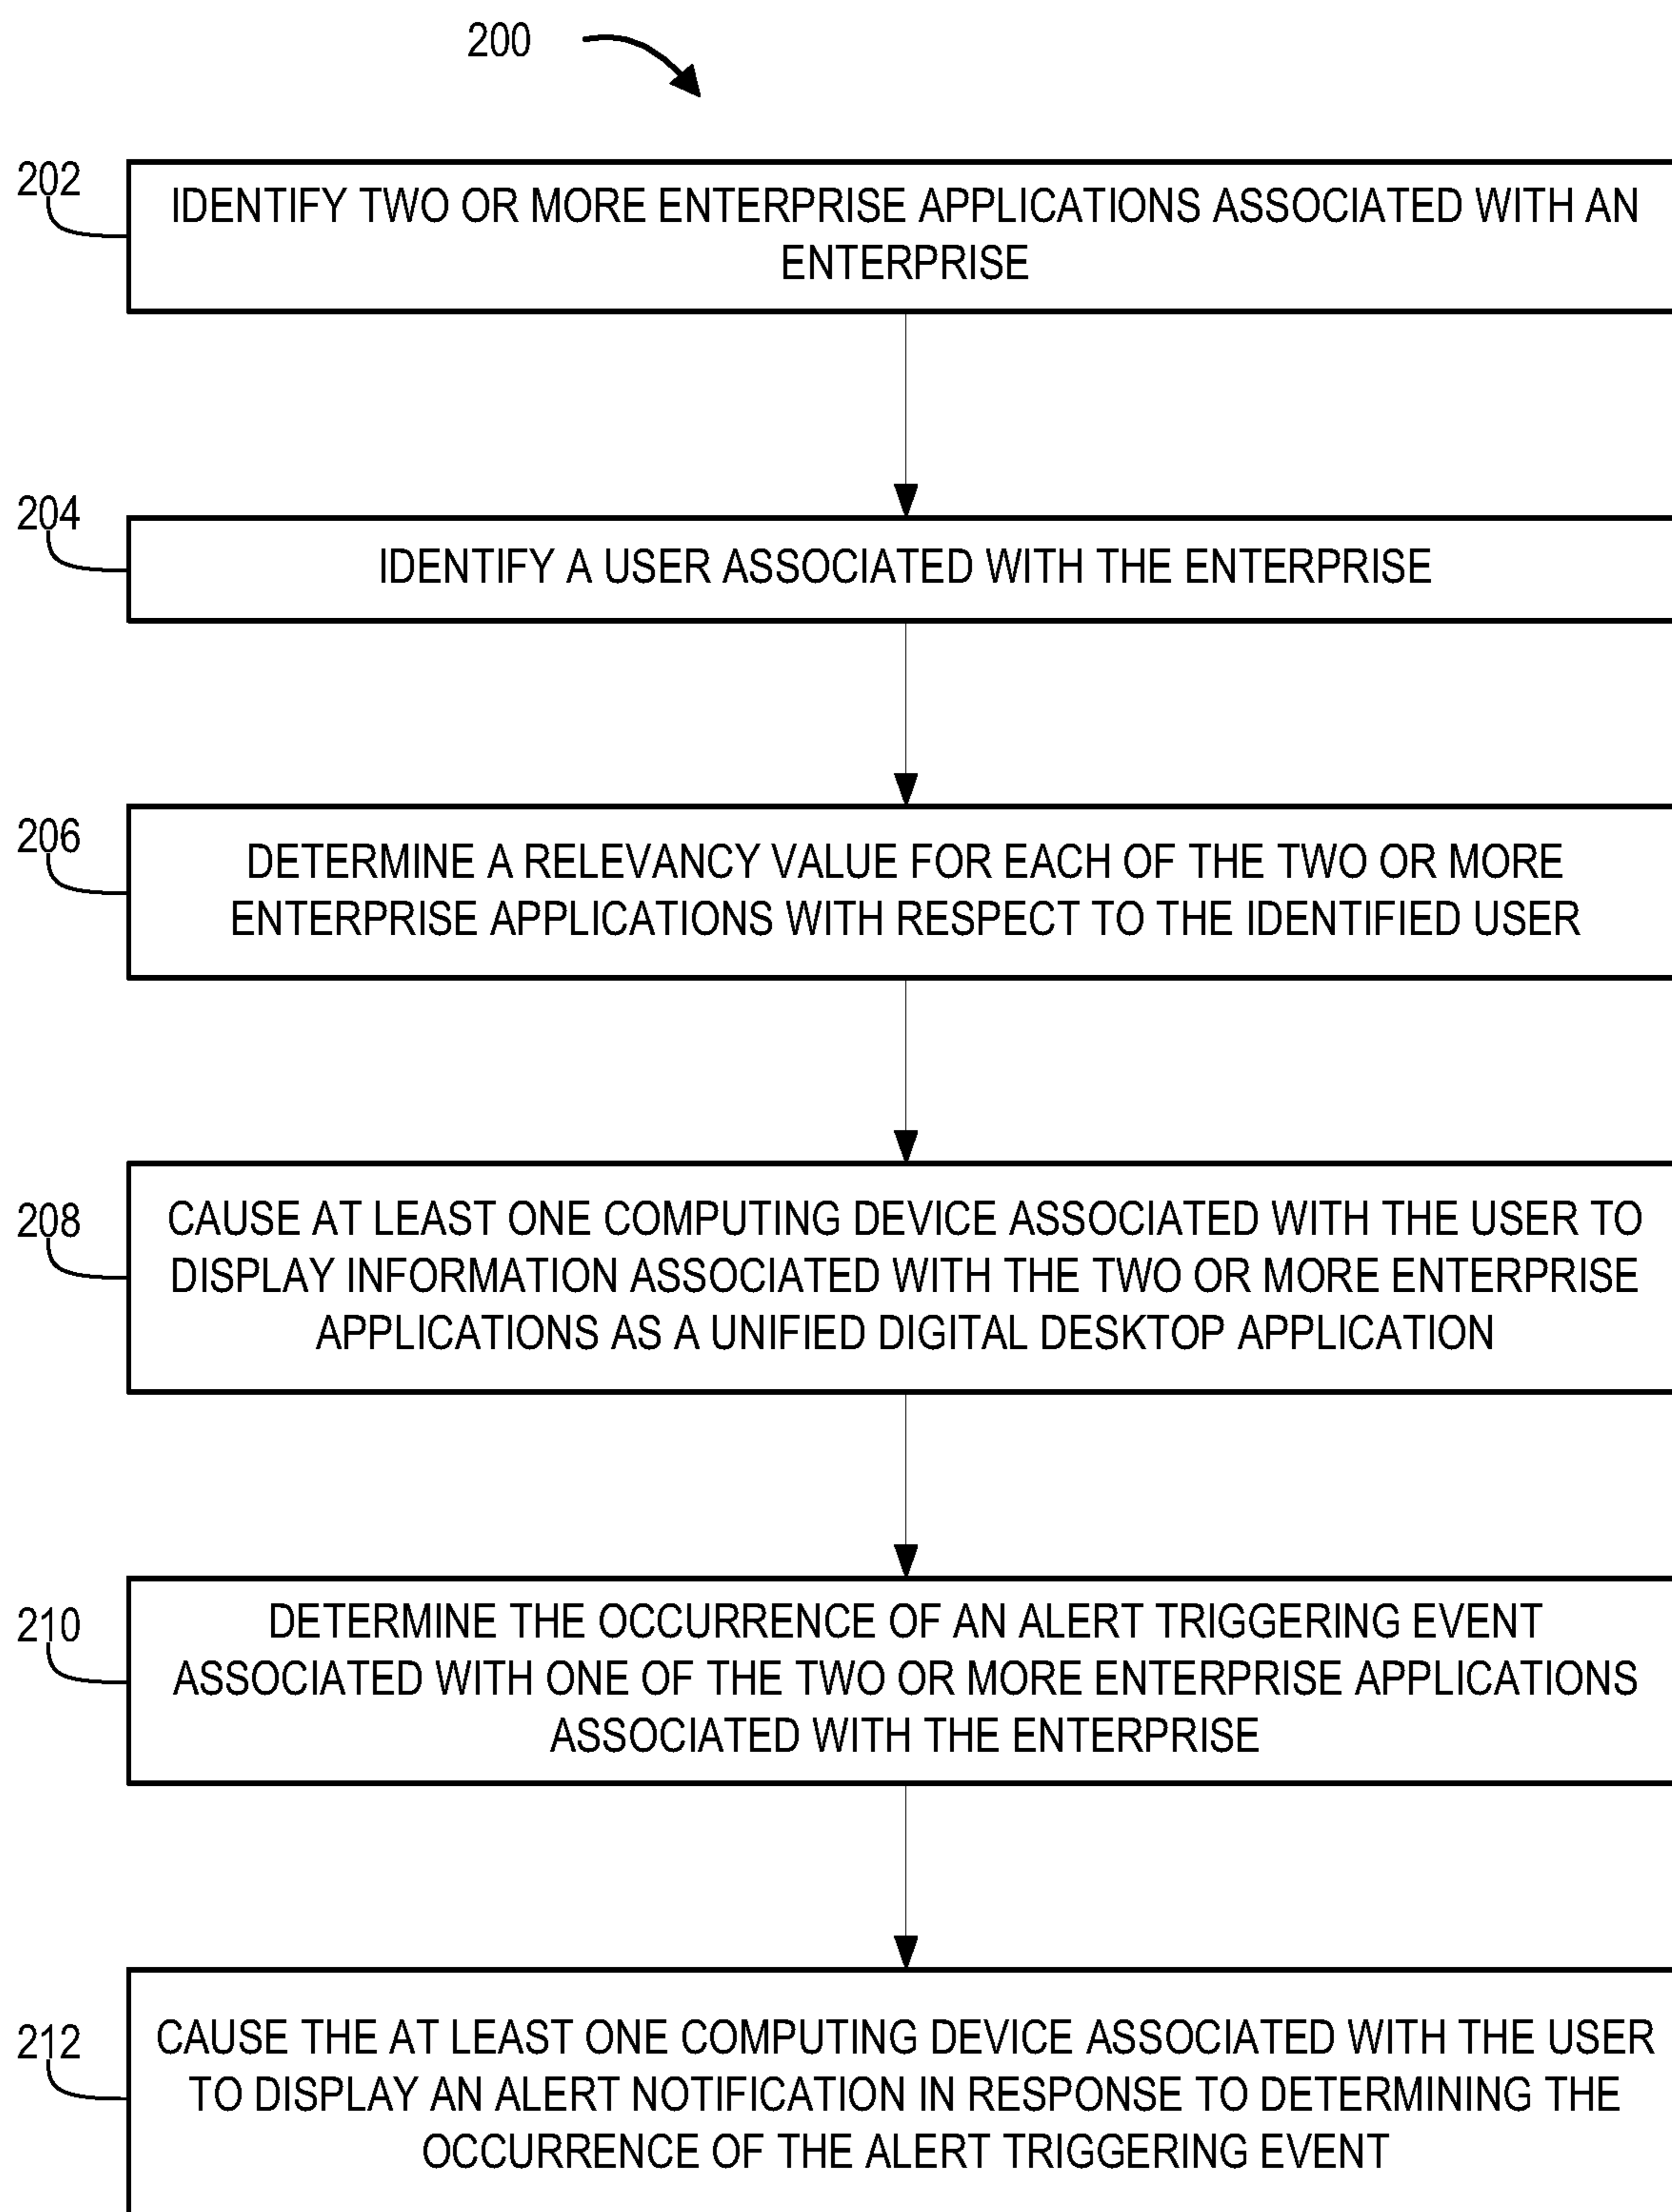 200
202
IDENTIFY TWO OR MORE ENTERPRISE APPLICATIONS ASSOCIATED WITH AN
ENTERPRISE
204
IDENTIFY A USER ASSOCIATED WITH THE ENTERPRISE
206
DETERMINE A RELEVANCY VALUE FOR EACH OF THE TWO OR MORE
ENTERPRISE APPLICATIONS WITH RESPECT TO THE IDENTIFIED USER
208
CAUSE AT LEAST ONE COMPUTING DEVICE ASSOCIATED WITH THE USER TO
DISPLAY INFORMATION ASSOCIATED WITH THE TWO OR MORE ENTERPRISE
APPLICATIONS AS A UNIFIED DIGITAL DESKTOP APPLICATION
210
DETERMINE THE OCCURRENCE OF AN ALERT TRIGGERING EVENT
ASSOCIATED WITH ONE OF THE TWO OR MORE ENTERPRISE APPLICATIONS
ASSOCIATED WITH THE ENTERPRISE
212
CAUSE THE AT LEAST ONE COMPUTING DEVICE ASSOCIATED WITH THE USER
TO DISPLAY AN ALERT NOTIFICATION IN RESPONSE TO DETERMINING THE
OCCURRENCE OF THE ALERT TRIGGERING EVENT